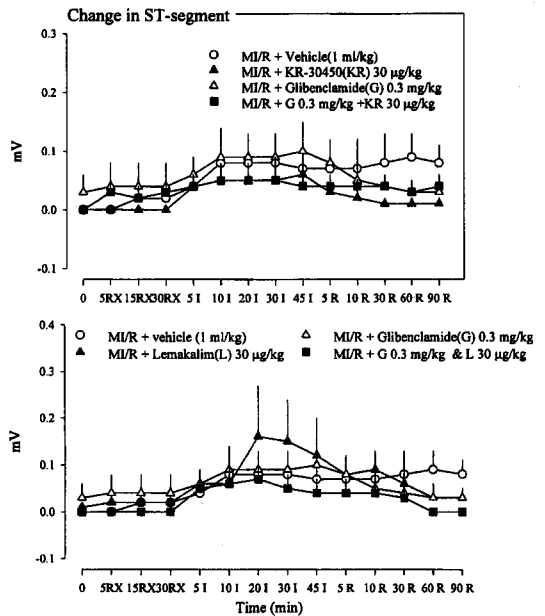 Change in ST-segment
0.3
0.2
0.1
0.0
-0.1
mV
MI/R + Vehicle(1 ml/kg)
MI/R + KR-30450(KR) 30 µg/kg
MI/R + Glibenclamide(G) 0.3 mg/kg
MI/R + G 0.3 mg/kg +KR 30 µg/kg
0 5RX 15RX 30RX 5 I 10 I 20 I 30 I 45 I 5 R 10 R 30 R 60 R 90 R
0.4
0.3
0.2
0.1
0.0
-0.1
mV
MI/R + vehicle (1 ml/kg) MI/R + Glibenclamide(G) 0.3 mg/kg
MI/R + Lemakalim(L) 30 µg/kg MI/R + G 0.3 mg/kg & L 30 µg/kg
0 5RX 15RX 30RX 5 I 10 I 20 I 30 I 45 I 5 R 10 R 30 R 60 R 90 R
Time (min)